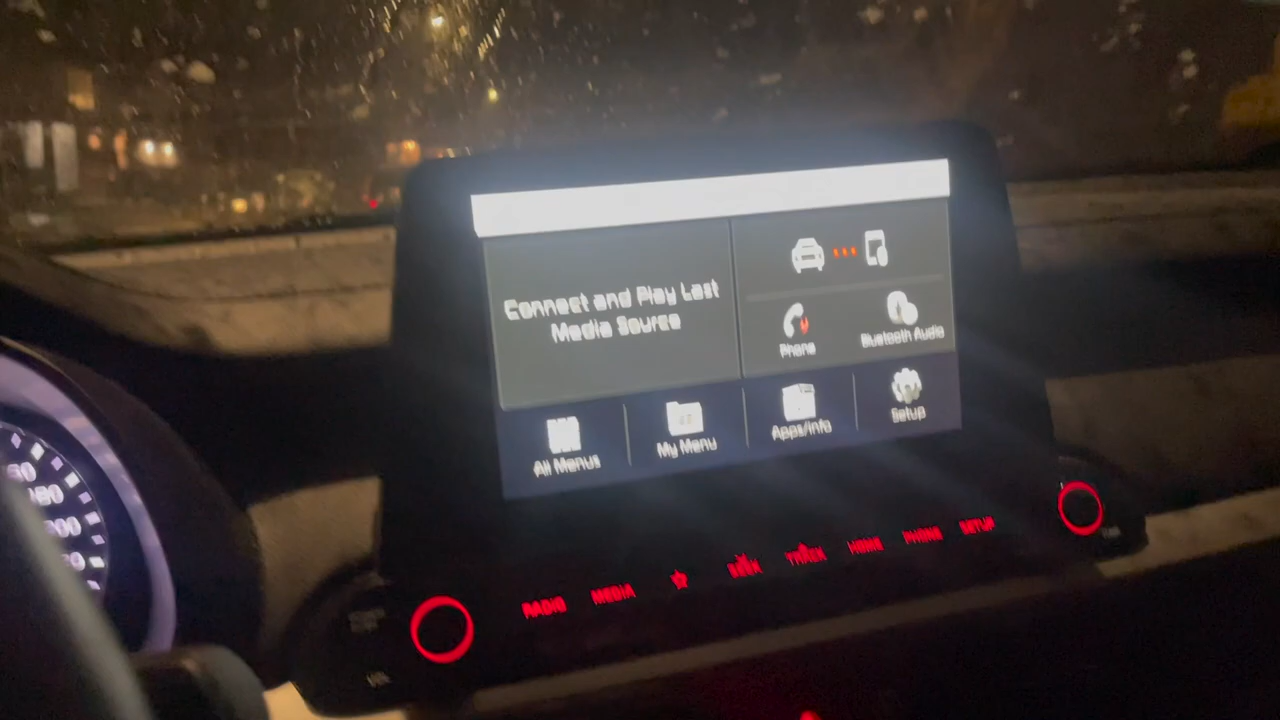 Connect and Play Last
Media Source
Phone
Bluetooth Audio
All Menus
My Menu
Apps/Info
Setup
RADIO
MEDIA
SEEK
TRACK
HOME
PHONE
SETUP
VOL